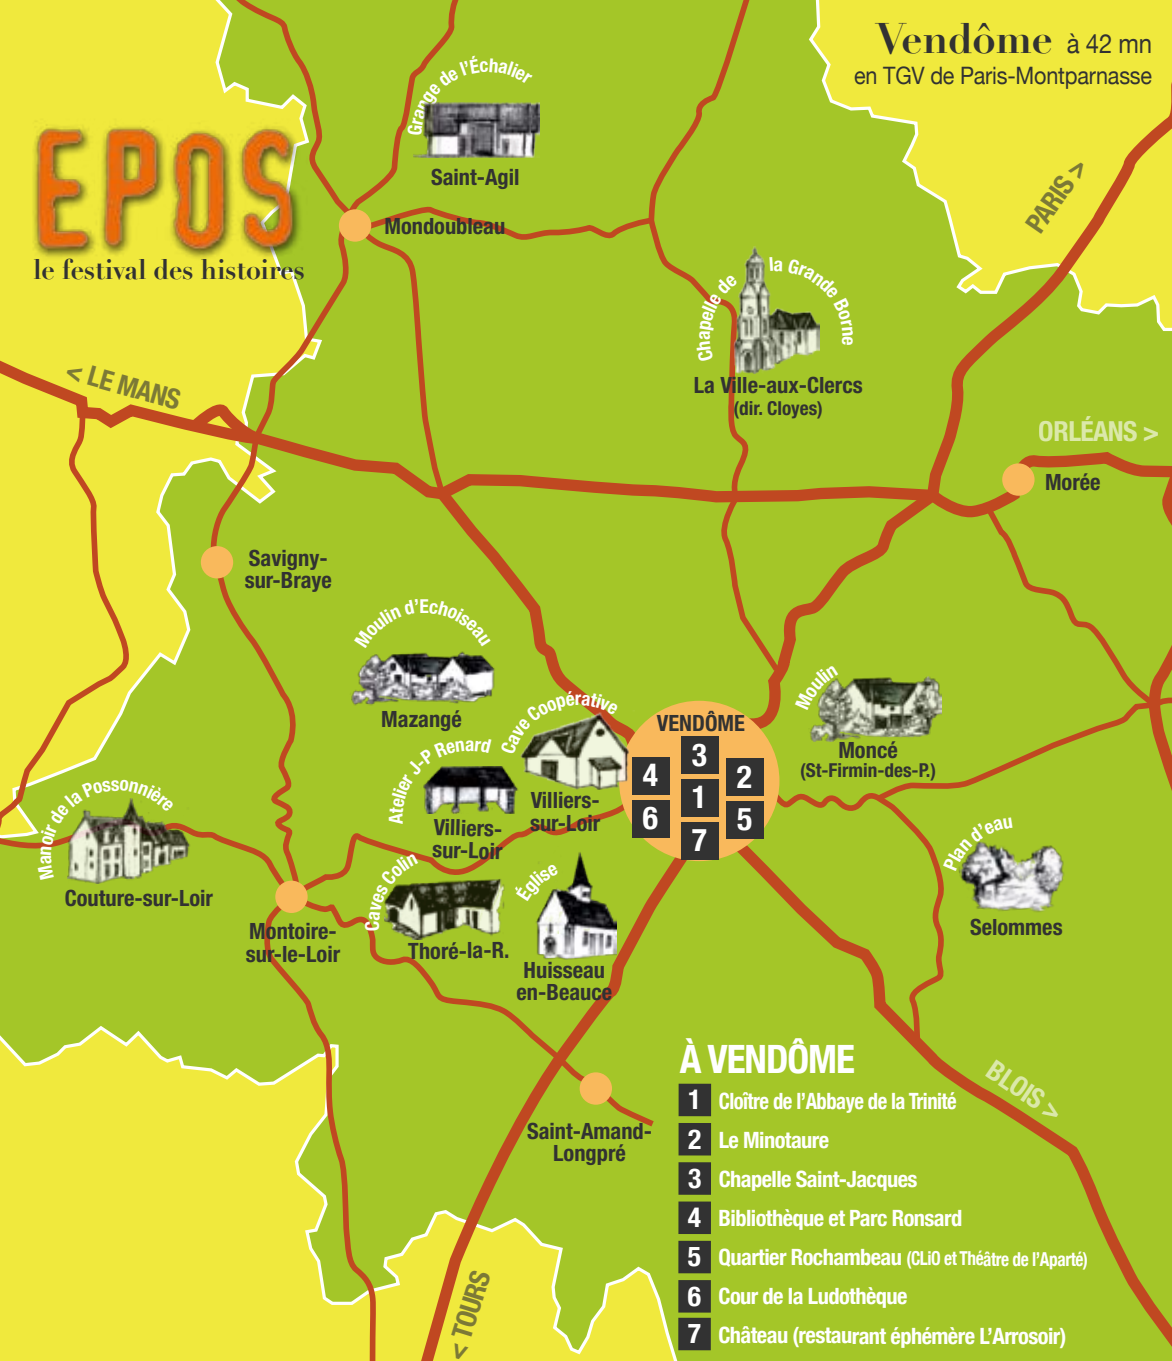 Vendôme à 42 mn
en TGV de Paris-Montparnasse
EPOS
le festival des histoires
Grange de l'Échalier
Saint-Agil
Mondoubleau
PARIS >
Chapelle de la Grande Borne
La Ville-aux-Clercs
(dir. Cloyes)
< LE MANS
ORLÉANS >
Morée
Savigny-
sur-Braye
Moulin d'Echoiseau
Mazangé
Cave Coopérative
Villiers-
sur-Loir
Atelier J-P Renard
Villiers-
sur-Loir
VENDÔME
3
4
2
1
6
5
7
Moulin
Moncé
(St-Firmin-des-P.)
Manoir de la Possonnière
Couture-sur-Loir
Plan d'eau
Selommes
Caves Colin
Thoré-la-R.
Église
Huisseau
en-Beauce
Montoire-
sur-le-Loir
Saint-Amand-
Longpré
BLOIS >
< TOURS
À VENDÔME
1 Cloître de l'Abbaye de la Trinité
2 Le Minotaure
3 Chapelle Saint-Jacques
4 Bibliothèque et Parc Ronsard
5 Quartier Rochambeau (CLiO et Théâtre de l'Aparté)
6 Cour de la Ludothèque
7 Château (restaurant éphémère L'Arrosoir)